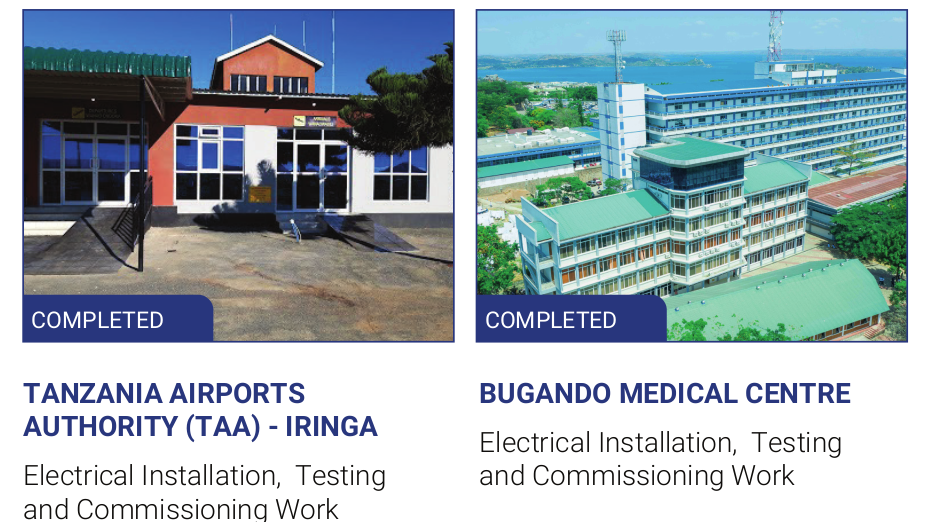 COMPLETED
TANZANIA AIRPORTS
AUTHORITY (TAA) - IRINGA
Electrical Installation,  Testing
and Commissioning Work
COMPLETED
BUGANDO MEDICAL CENTRE
Electrical Installation,  Testing
and Commissioning Work